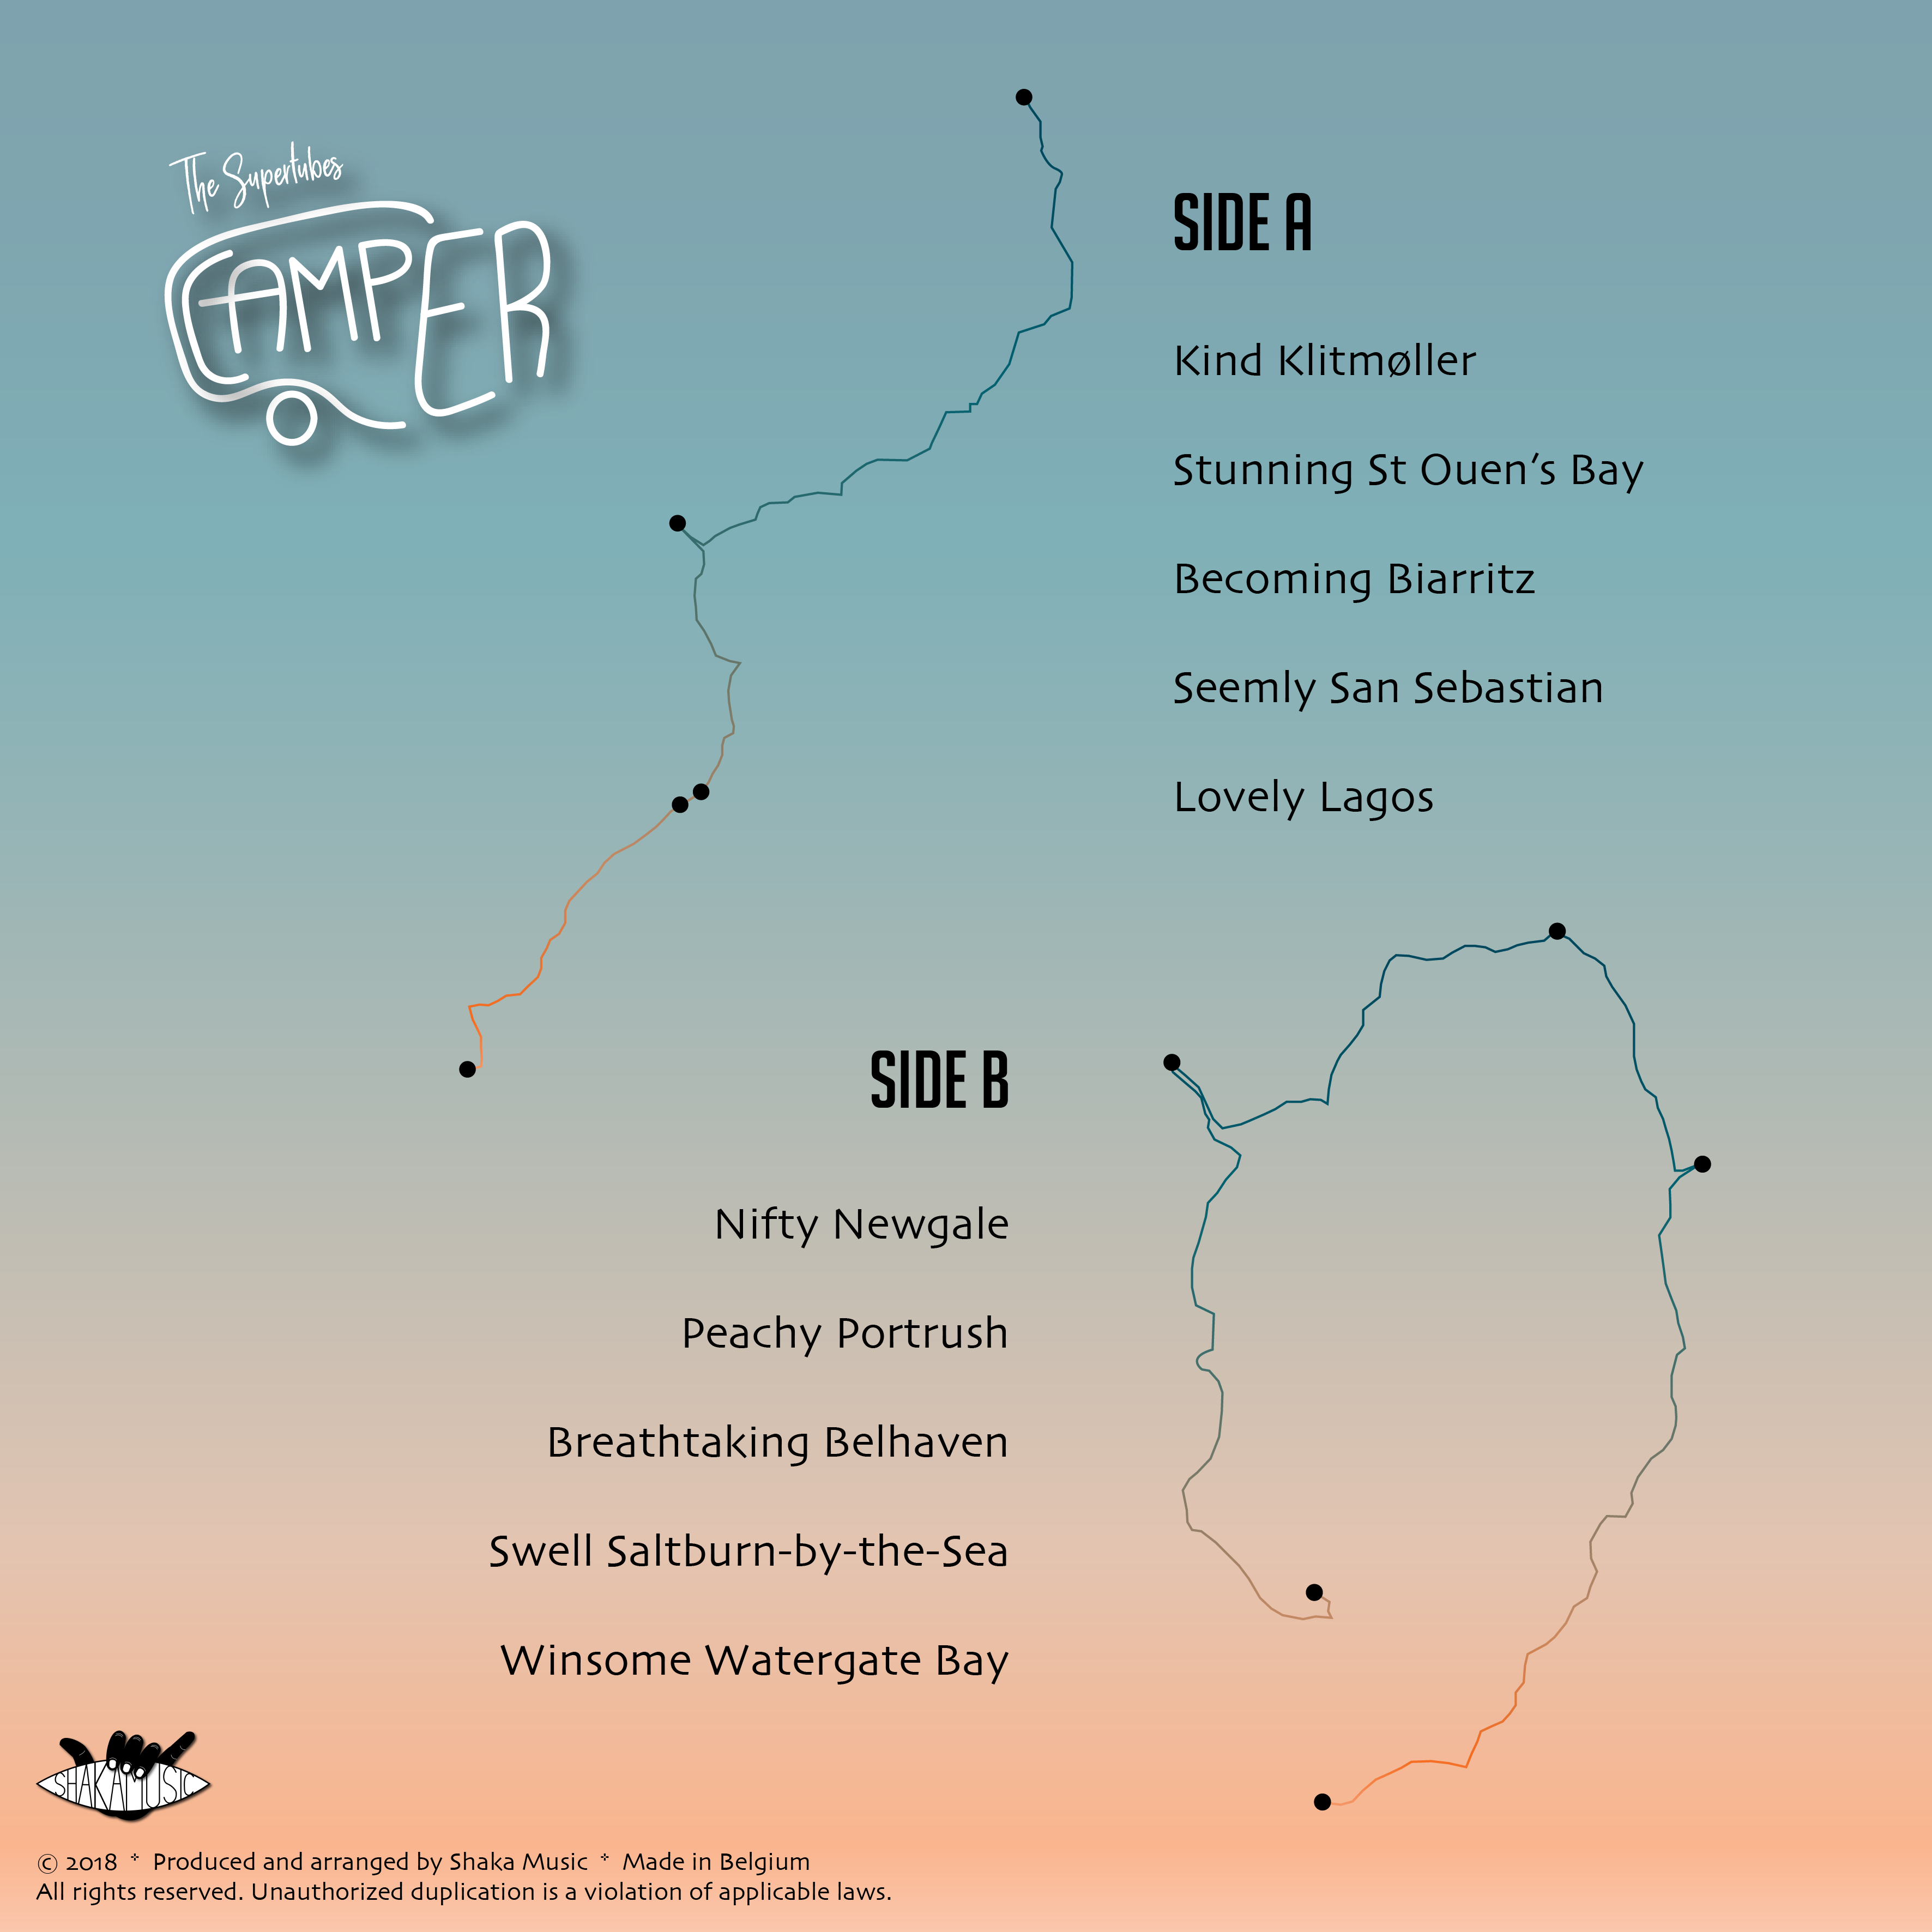 The Supertubes
CAMPER
SIDE A
Kind Klitmøller
Stunning St Ouen's Bay
Becoming Biarritz
Seemly San Sebastian
Lovely Lagos
SIDE B
Nifty Newgale
Peachy Portrush
Breathtaking Belhaven
Swell Saltburn-by-the-Sea
Winsome Watergate Bay
SHAKA MUSIC
© 2018 * Produced and arranged by Shaka Music * Made in Belgium
All rights reserved. Unauthorized duplication is a violation of applicable laws.